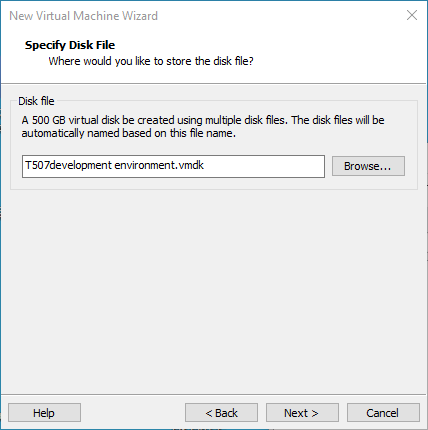 New Virtual Machine Wizard
Specify Disk File
Where would you like to store the disk file?
Disk file
A 500 GB virtual disk be created using multiple disk files. The disk files will be
automatically named based on this file name.
T507development environment.vmdk
Browse...
Help
< Back
Next >
Cancel